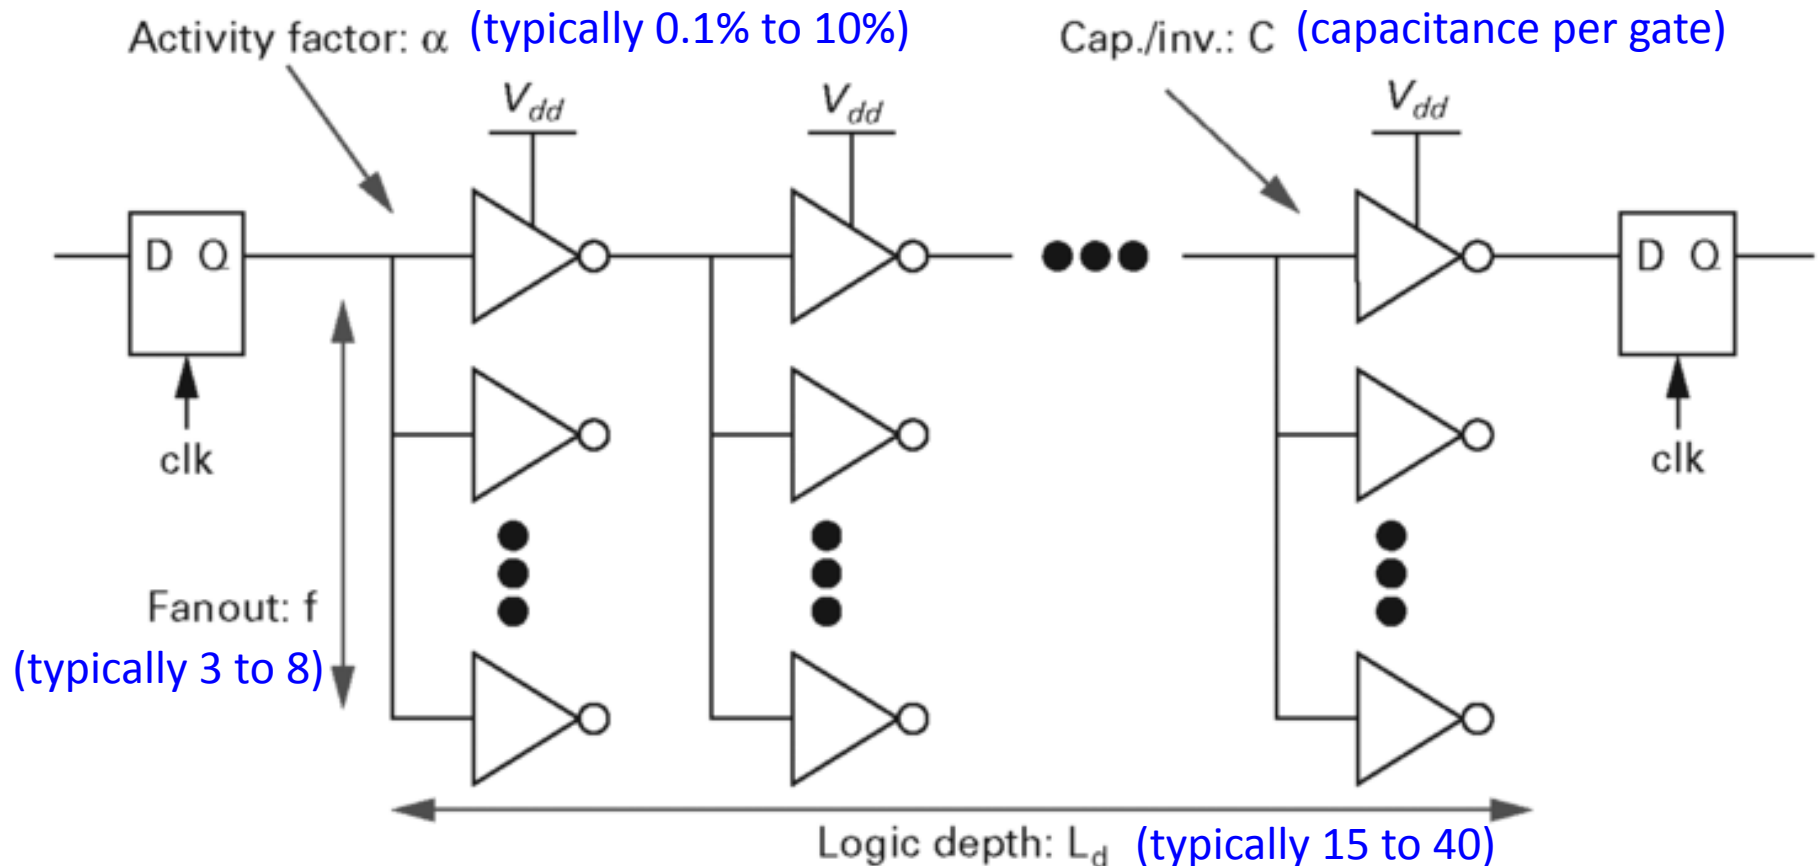 Activity factor: α (typically 0.1% to 10%)
Cap./inv.: C (capacitance per gate)
Vdd
Vdd
Vdd
D Q
D Q
clk
clk
Fanout: f
(typically 3 to 8)
Logic depth: Ld (typically 15 to 40)